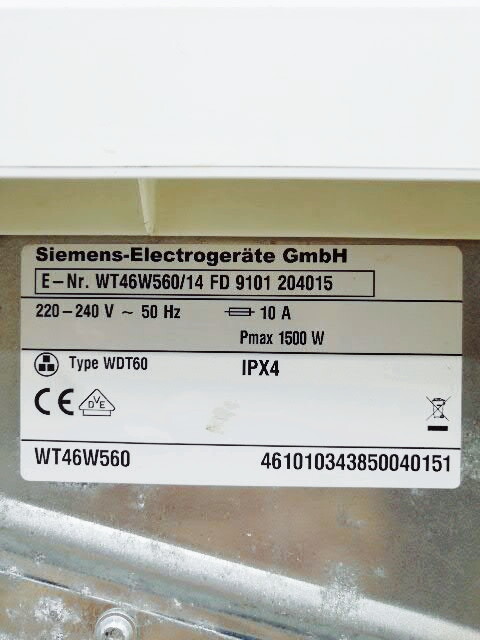 Siemens-Electrogeräte GmbH
E-Nr. WT46W560/14 FD 9101 204015
220-240 V ~ 50 Hz 10 A
Pmax 1500 W
Type WDT60 IPX4
CE DVE
WT46W560 461010343850040151